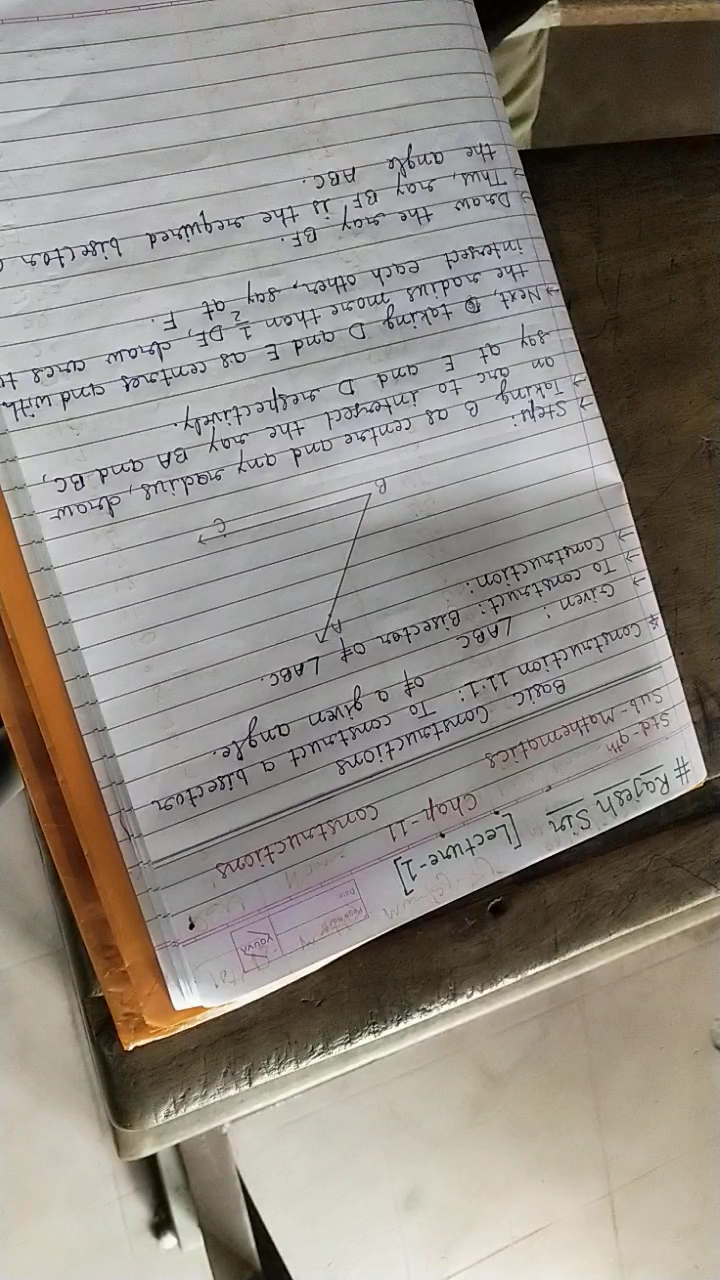 YOUVA
Page No.
Date
# Rajesh Sir [Lecture-1]
Chap-11 Constructions
Std-9th
Sub-Mathematics
Basic Constructions
* Construction 11.1: To construct a bisector
of a given angle.
→ Given: ∠ABC
→ To construct: Bisector of ∠ABC.
→ Construction:
A
B
C
→ Steps:
→ Taking B as centre and any radius, draw
an arc to intersect the ray BA and BC,
say at E and D respectively.
→ Next, taking D and E as centres and with
the radius more than 1/2 DE, draw arcs to
intersect each other, say at F.
→ Draw the ray BF.
→ Thus, ray BF is the required bisector
the angle ABC.